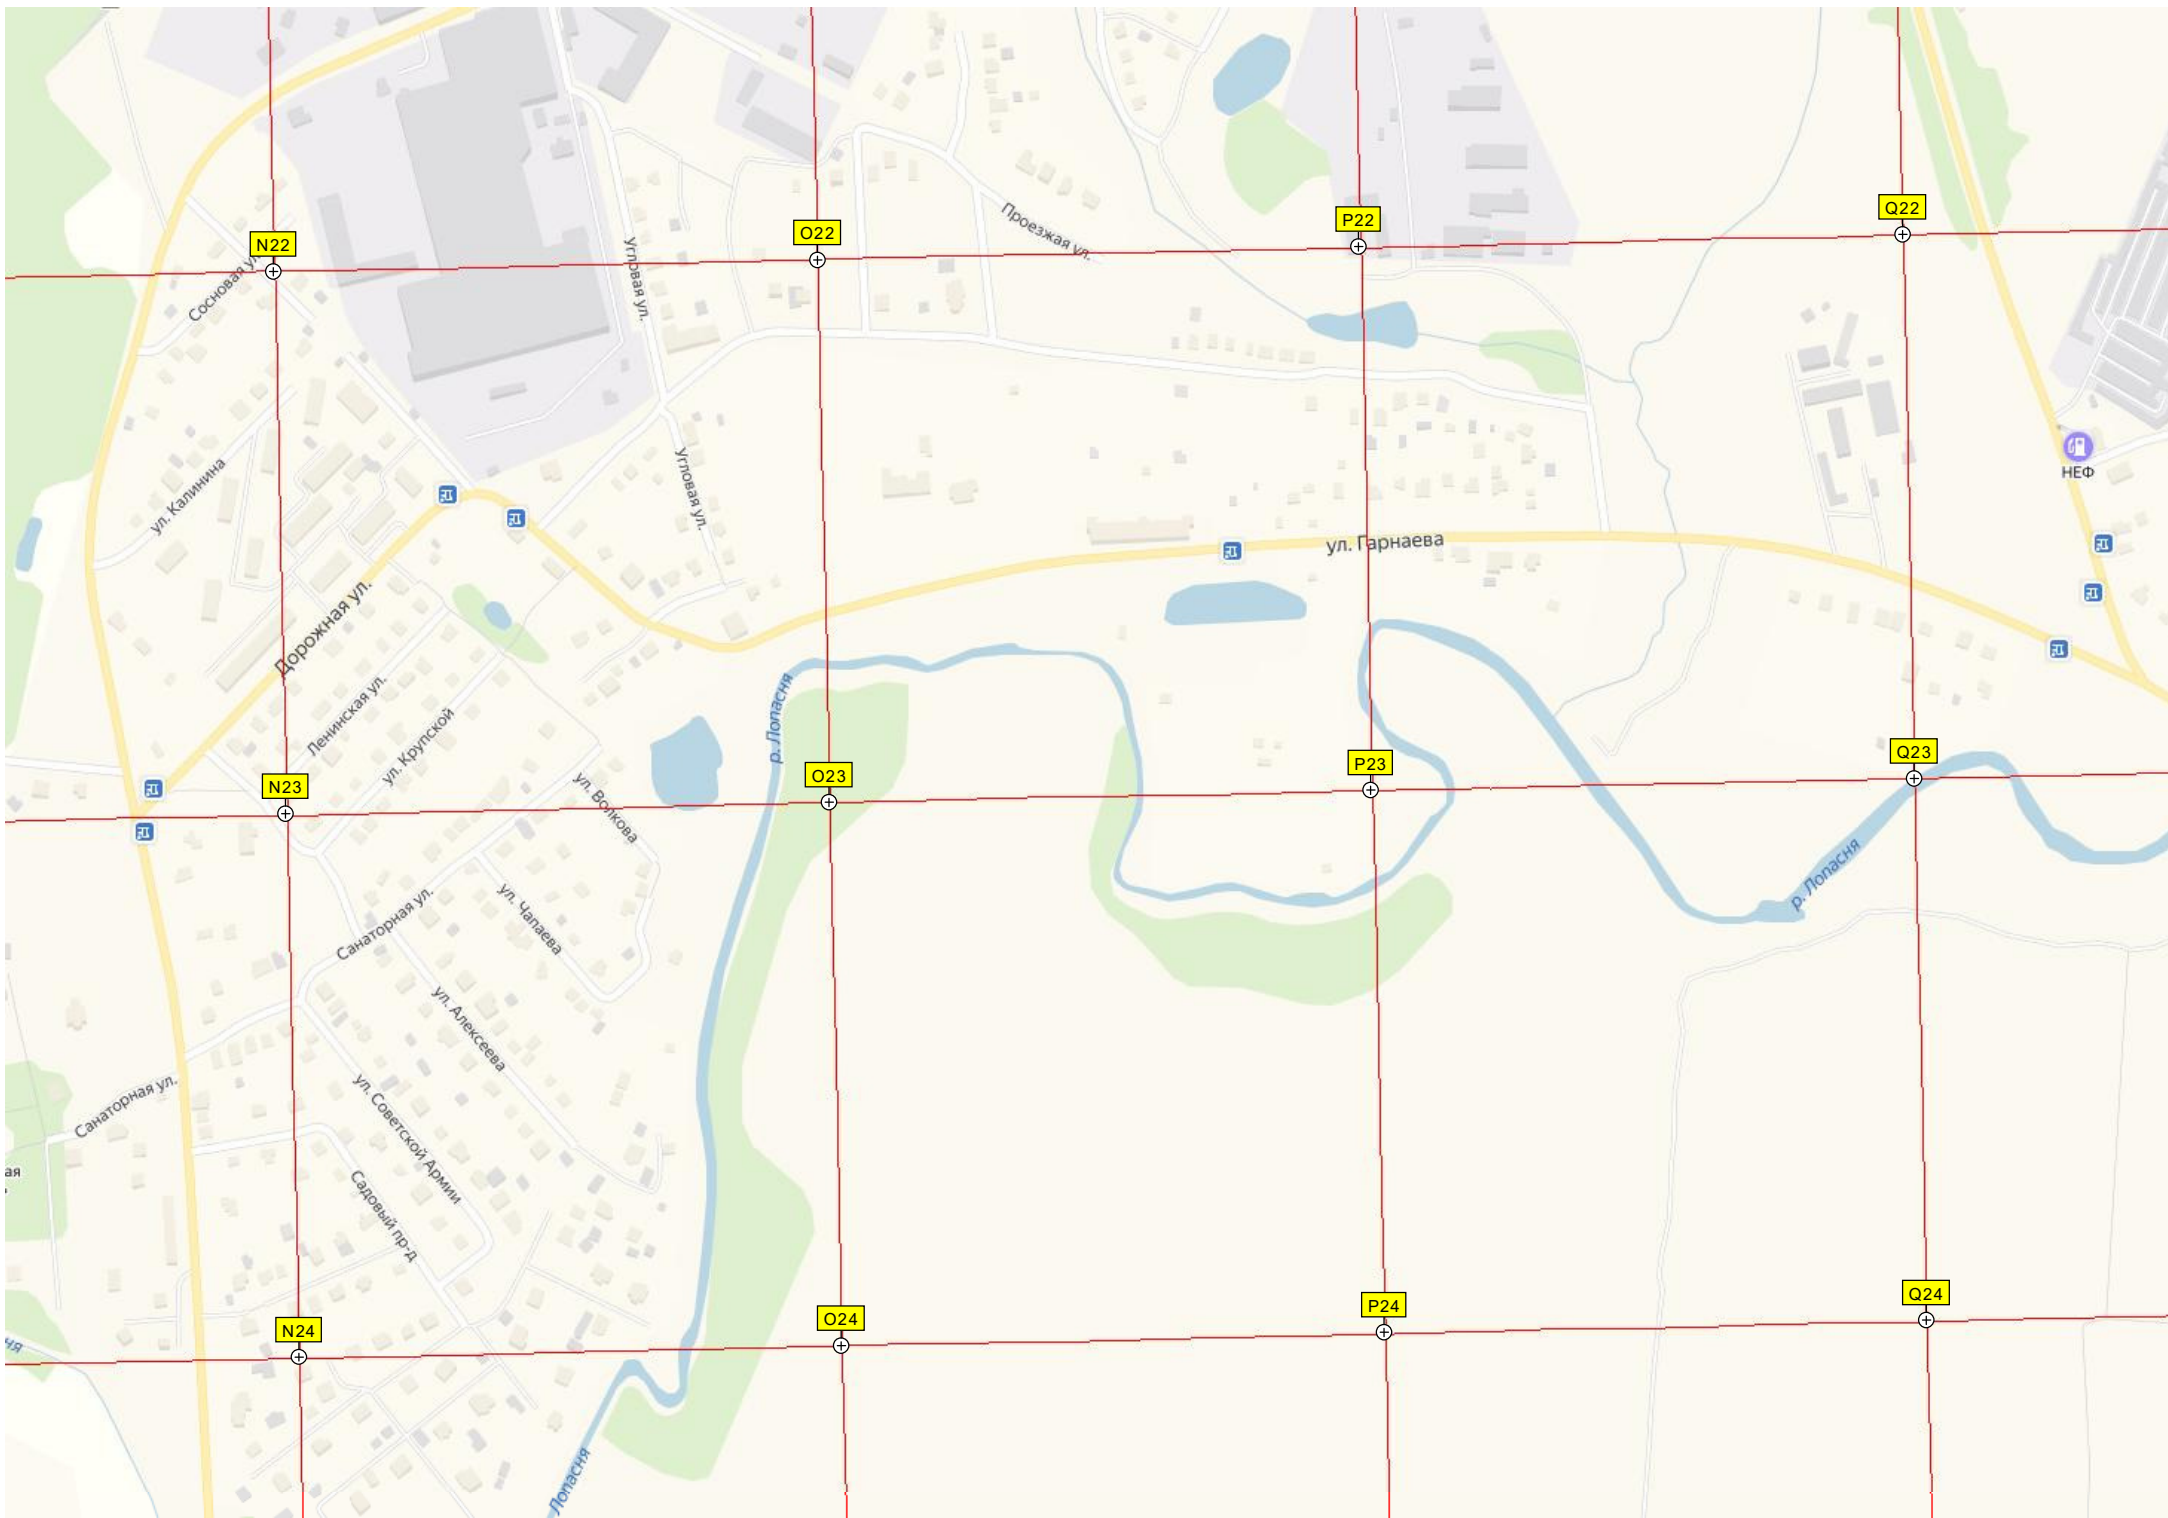 Q22
P22
O22
N22
Проезжая ул.
Сосновая ул.
Угловая ул.
Угловая ул.
НЕФ
ул. Калинина
ул. Гарнаева
Дорожная ул.
Ленинская ул.
ул. Крупской
р. Лопасня
Q23
P23
O23
N23
ул. Волкова
р. Лопасня
Санаторная ул.
ул. Чапаева
ул. Алексеева
Санаторная ул.
ул. Советской Армии
ая
Садовый пр-д
Q24
P24
O24
N24
ня
Лопасня